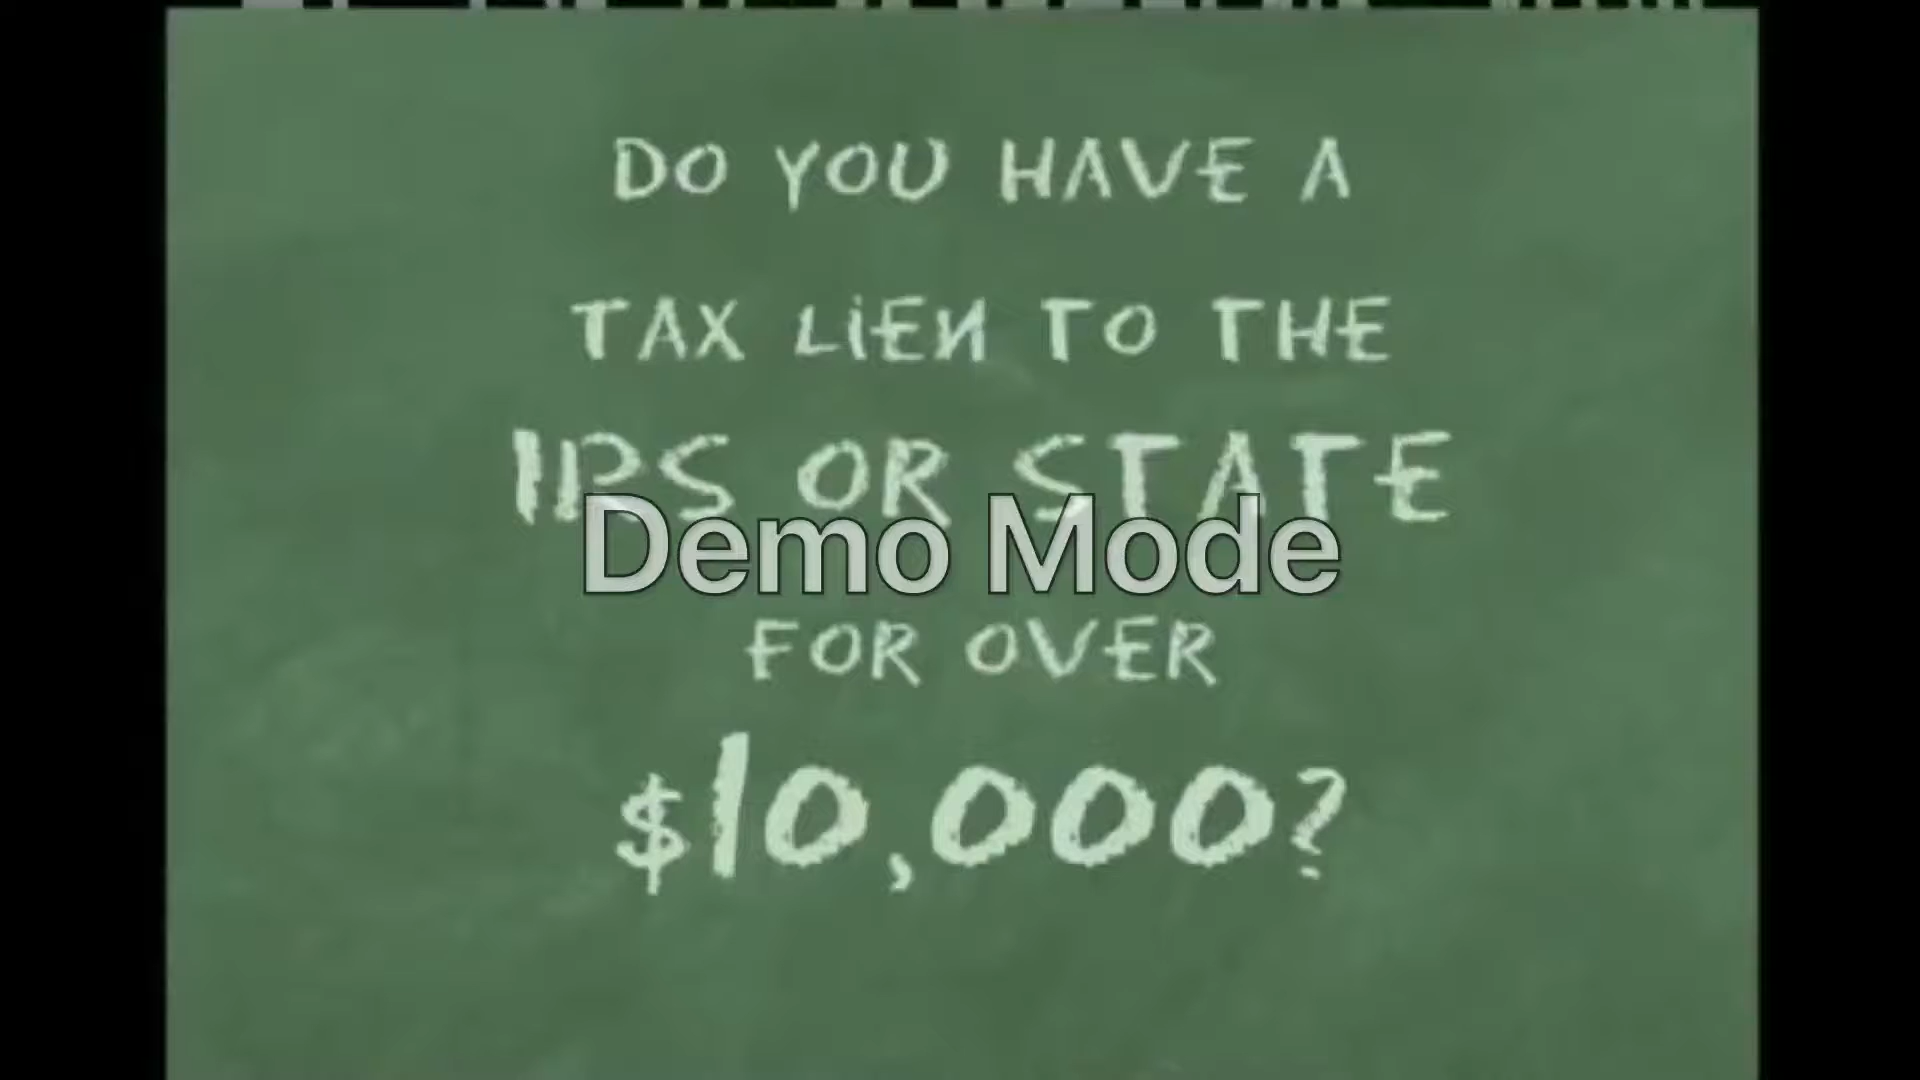 DO YOU HAVE A
TAX LIEN TO THE
IRS OR STATE
Demo Mode
FOR OVER
$10,000?